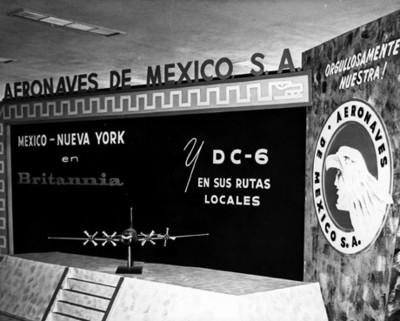 AERONAVES DE MEXICO S.A.
MEXICO - NUEVA YORK
en
Britannia
Y DC-6
EN SUS RUTAS
LOCALES
ORGULLOSAMENTE
NUESTRA!
AERONAVES
DE MEXICO S.A.